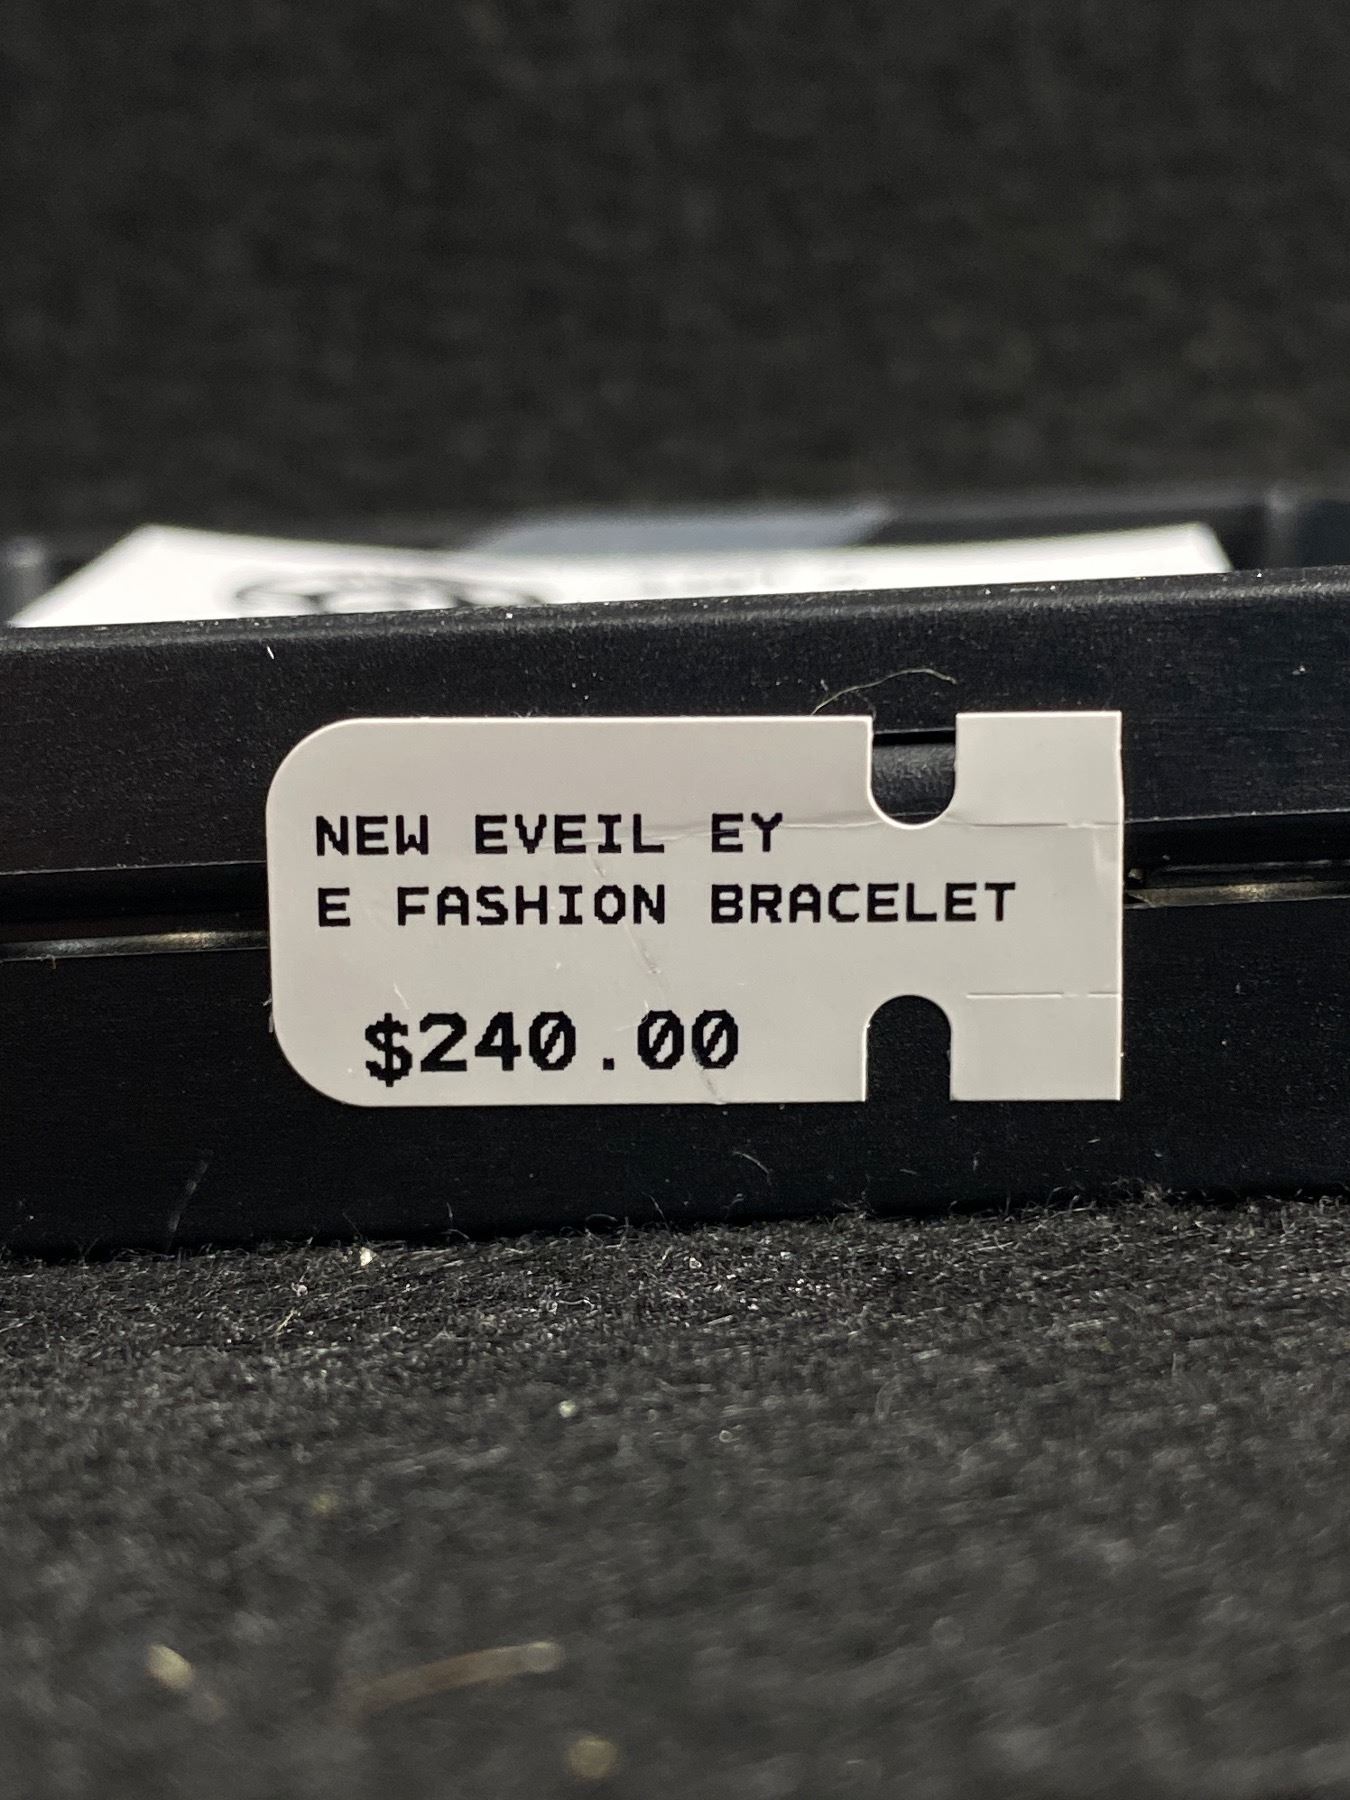 NEW EVEIL EY
E FASHION BRACELET
$240.00